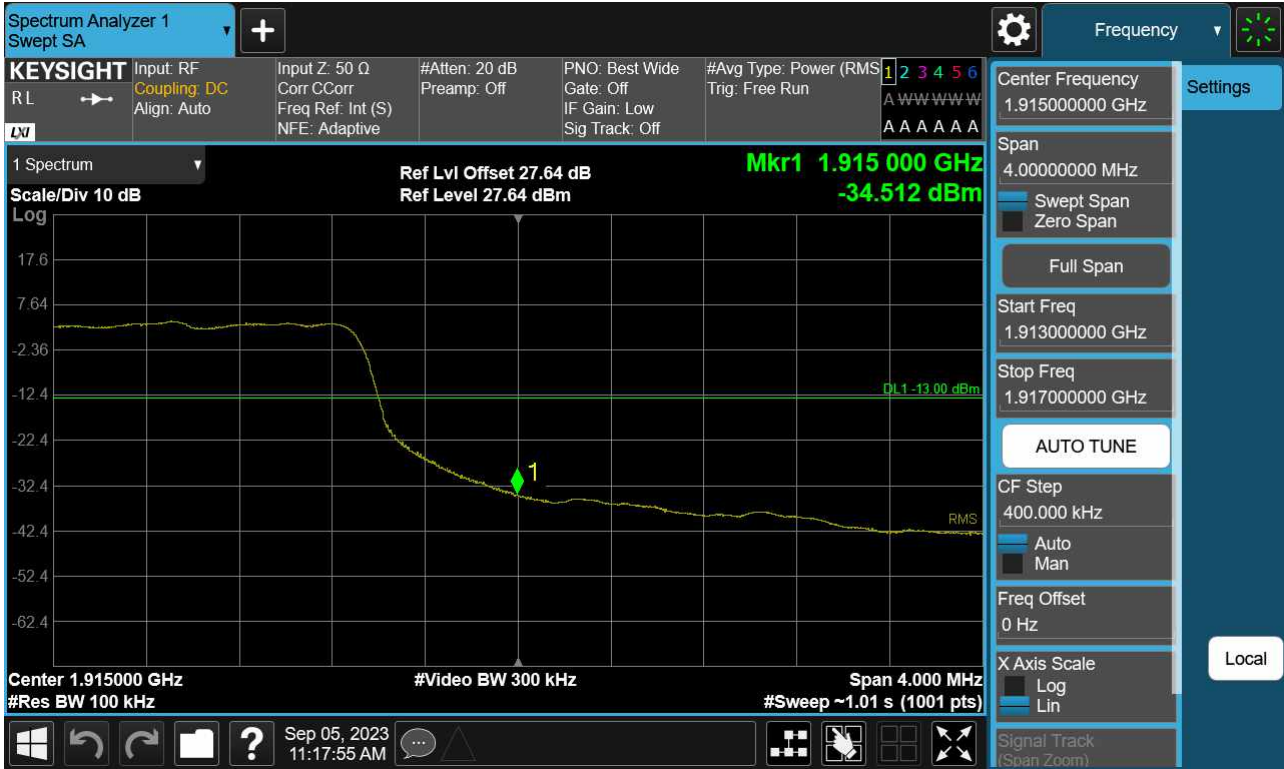 Spectrum Analyzer 1
Swept SA
+
Frequency
KEYSIGHT
RL
LXI
Input: RF
Coupling: DC
Align: Auto
Input Z: 50 Ω
Corr CCorr
Freq Ref: Int (S)
NFE: Adaptive
#Atten: 20 dB
Preamp: Off
PNO: Best Wide
Gate: Off
IF Gain: Low
Sig Track: Off
#Avg Type: Power (RMS
Trig: Free Run
1 2 3 4 5 6
A W W W W W
A A A A A A
1 Spectrum
Scale/Div 10 dB
Log
Ref Lvl Offset 27.64 dB
Ref Level 27.64 dBm
Mkr1 1.915 000 GHz
-34.512 dBm
17.6
7.64
-2.36
-12.4
-22.4
-32.4
-42.4
-52.4
-62.4
DL1 -13.00 dBm
1
RMS
Center 1.915000 GHz
#Res BW 100 kHz
#Video BW 300 kHz
Span 4.000 MHz
#Sweep ~1.01 s (1001 pts)
Center Frequency
1.915000000 GHz
Settings
Span
4.00000000 MHz
Swept Span
Zero Span
Full Span
Start Freq
1.913000000 GHz
Stop Freq
1.917000000 GHz
AUTO TUNE
CF Step
400.000 kHz
Auto
Man
Freq Offset
0 Hz
X Axis Scale
Log
Lin
Local
Signal Track
(Span Zoom)
?
Sep 05, 2023
11:17:55 AM